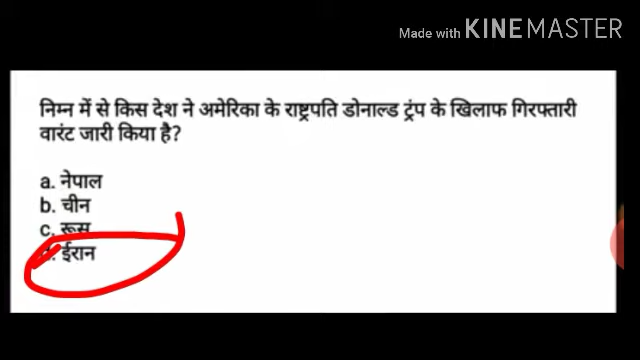 Made with KINEMASTER
निम्न में से किस देश ने अमेरिका के राष्ट्रपति डोनाल्ड ट्रंप के खिलाफ गिरफ्तारी
वारंट जारी किया है?
a. नेपाल
b. चीन
c. रूस
d. ईरान